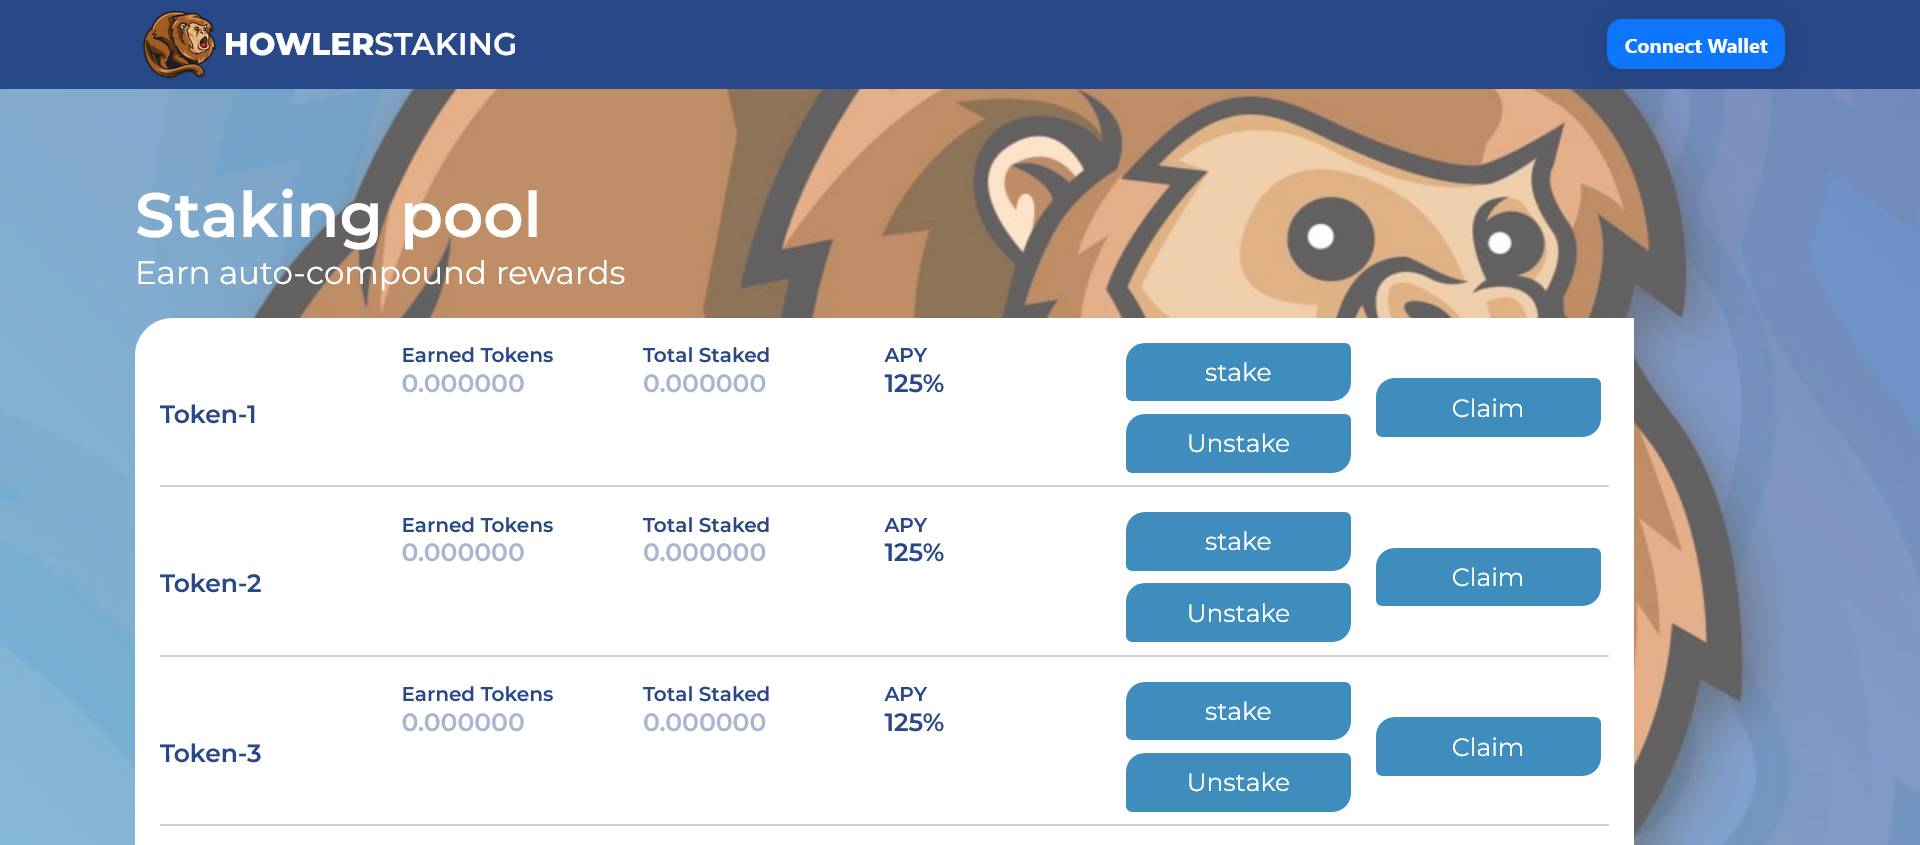 HOWLERSTAKING
Connect Wallet
Staking pool
Earn auto-compound rewards
Token-1
Earned Tokens
0.000000
Total Staked
0.000000
APY
125%
stake
Unstake
Claim
Token-2
Earned Tokens
0.000000
Total Staked
0.000000
APY
125%
stake
Unstake
Claim
Token-3
Earned Tokens
0.000000
Total Staked
0.000000
APY
125%
stake
Unstake
Claim